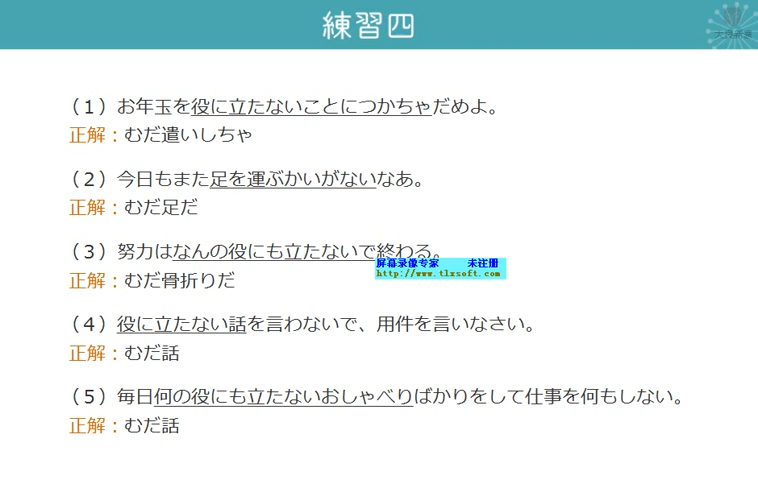 練習四
大授新意
（１）お年玉を役に立たないことにつかちゃだめよ。
正解：むだ遣いしちゃ
（２）今日もまた足を運ぶかいがないなあ。
正解：むだ足だ
（３）努力はなんの役にも立たないで終わる。
屏幕录像专家 未注册
http://www.tlxsoft.com
正解：むだ骨折りだ
（４）役に立たない話を言わないで、用件を言いなさい。
正解：むだ話
（５）毎日何の役にも立たないおしゃべりばかりをして仕事を何もしない。
正解：むだ話